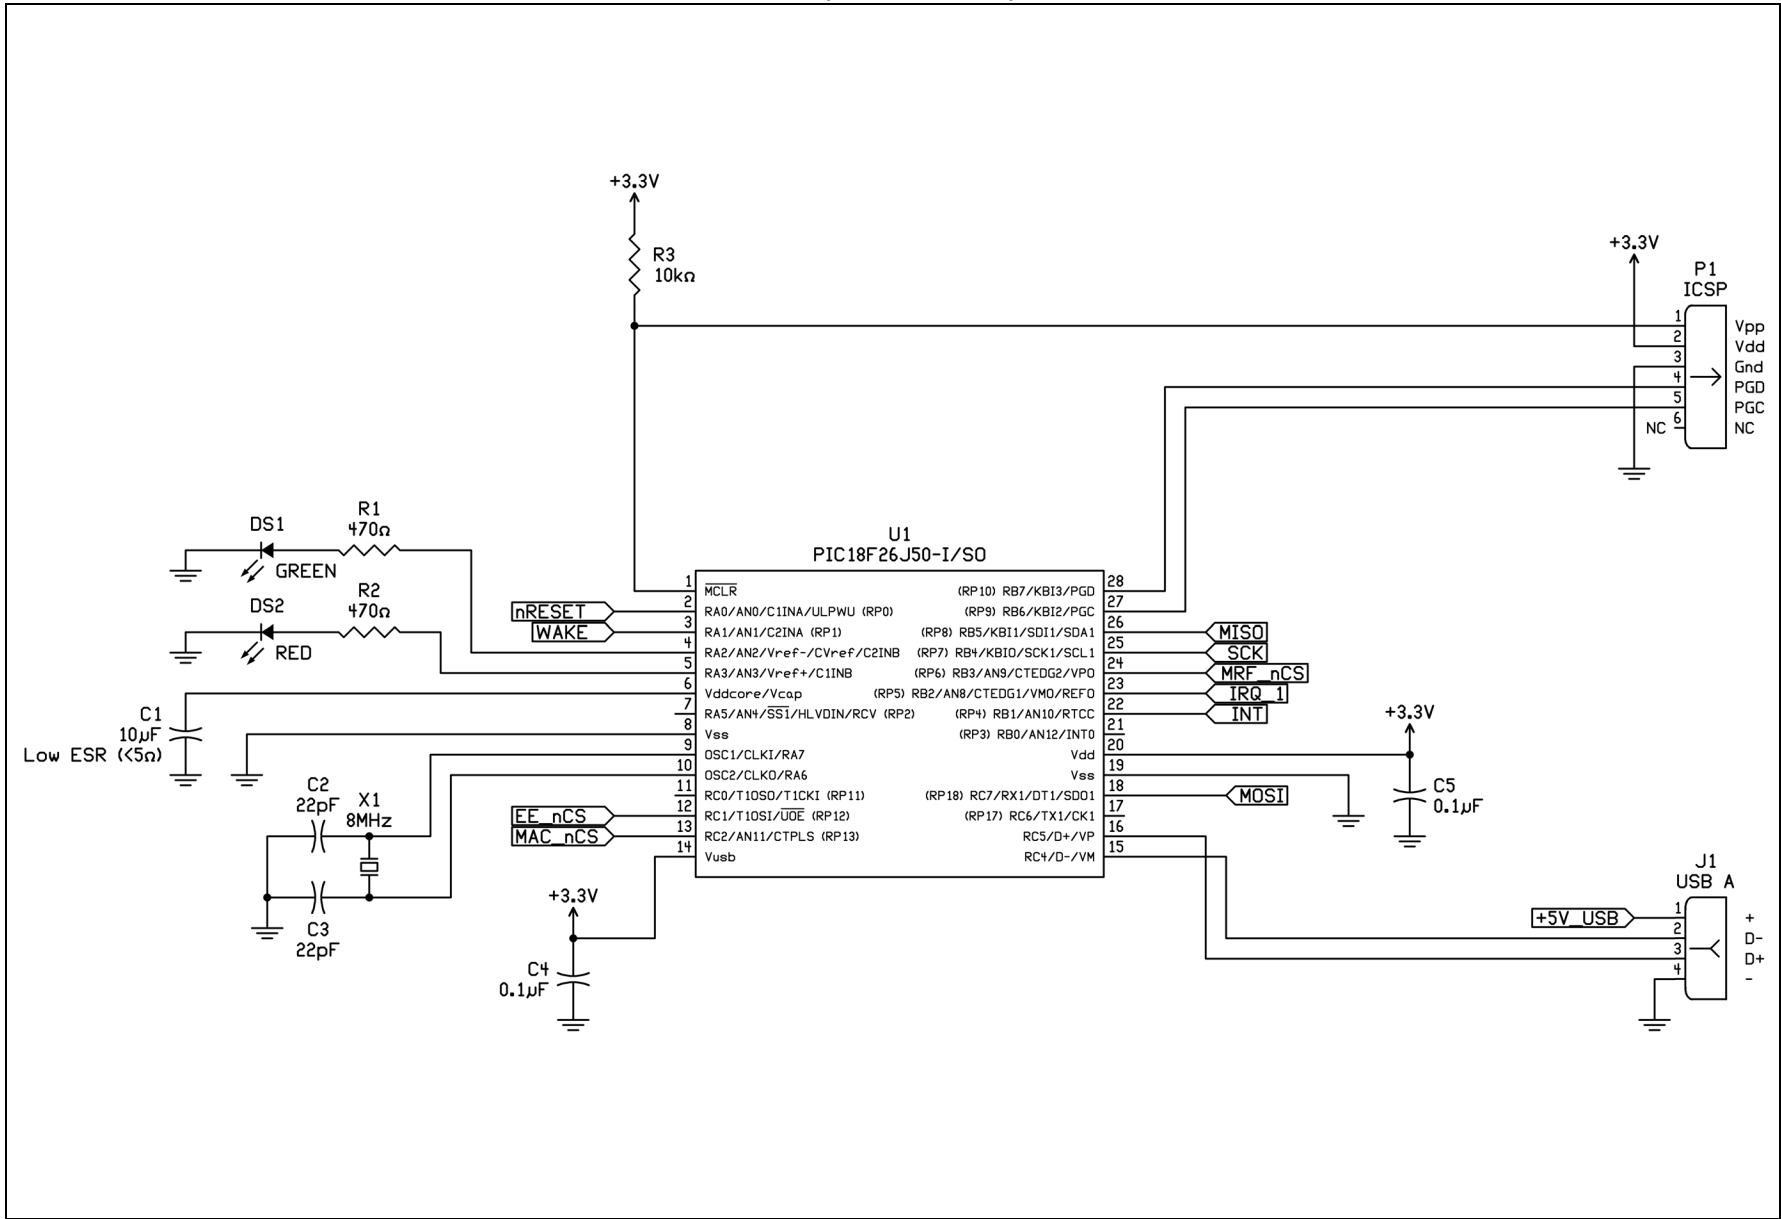 +3.3V
R3
10kΩ
+3.3V
P1
ICSP
1
2
3
4
5
6
NC
Vpp
Vdd
Gnd
PGD
PGC
NC
R1
470Ω
DS1
GREEN
R2
470Ω
DS2
RED
C1
10µF
Low ESR (<5Ω)
C2
22pF
X1
8MHz
C3
22pF
nRESET
WAKE
EE_nCS
MAC_nCS
+3.3V
C4
0.1µF
U1
PIC18F26J50-I/SO
1 MCLR
2 RA0/AN0/C1INA/ULPWU (RP0)
3 RA1/AN1/C2INA (RP1)
4 RA2/AN2/Vref-/CVref/C2INB
5 RA3/AN3/Vref+/C1INB
6 Vddcore/Vcap
7 RA5/AN4/SS1/HLVDIN/RCV (RP2)
8 Vss
9 OSC1/CLKI/RA7
10 OSC2/CLKO/RA6
11 RC0/T1OSO/T1CKI (RP11)
12 RC1/T1OSI/UOE (RP12)
13 RC2/AN11/CTPLS (RP13)
14 Vusb
(RP10) RB7/KBI3/PGD 28
(RP9) RB6/KBI2/PGC 27
(RP8) RB5/KBI1/SDI1/SDA1 26
(RP7) RB4/KBI0/SCK1/SCL1 25
(RP6) RB3/AN9/CTEDG2/VPO 24
(RP5) RB2/AN8/CTEDG1/VMO/REFO 23
(RP4) RB1/AN10/RTCC 22
(RP3) RB0/AN12/INT0 21
Vdd 20
Vss 19
(RP18) RC7/RX1/DT1/SDO1 18
(RP17) RC6/TX1/CK1 17
RC5/D+/VP 16
RC4/D-/VM 15
MISO
SCK
MRF_nCS
IRQ_1
INT
MOSI
+3.3V
C5
0.1µF
J1
USB A
+5V_USB
1
2
3
4
+
D-
D+
-